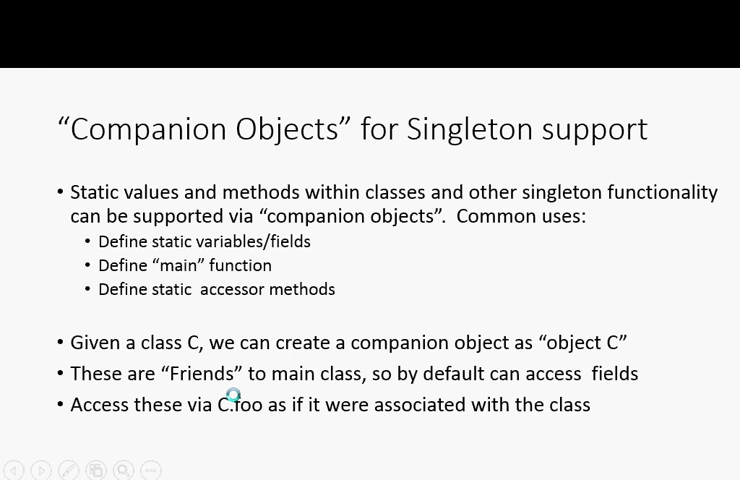 “Companion Objects” for Singleton support
• Static values and methods within classes and other singleton functionality
can be supported via “companion objects”.  Common uses:
• Define static variables/fields
• Define “main” function
• Define static  accessor methods
• Given a class C, we can create a companion object as “object C”
• These are “Friends” to main class, so by default can access  fields
• Access these via C.foo as if it were associated with the class